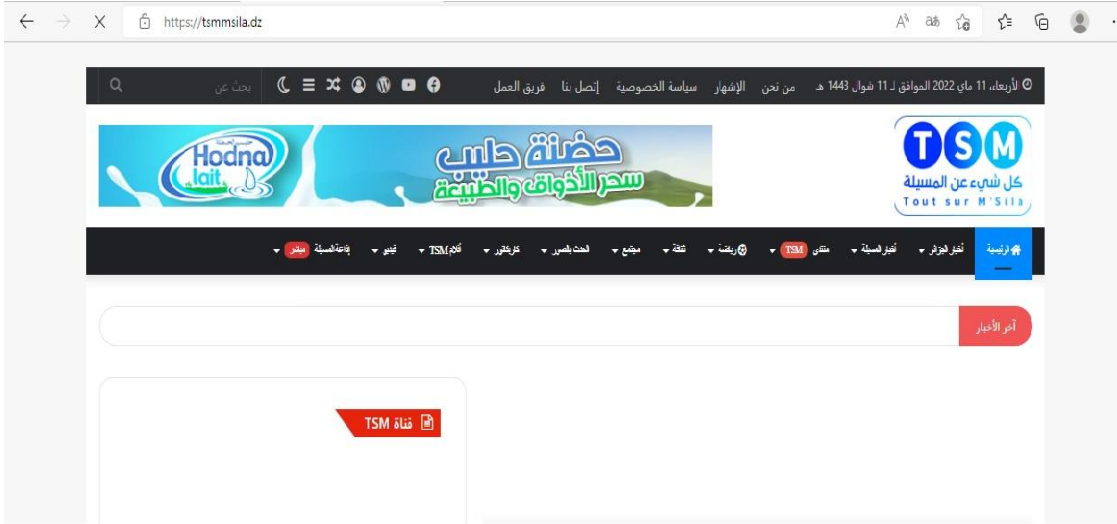 https://tsmmsila.dz
الأربعاء، 11 ماي 2022 الموافق لـ 11 شوال 1443 هـ من نحن الإشهار سياسة الخصوصية إتصل بنا فريق العمل بحث عن
TSM
كل شيء عن المسيلة
Tout sur M'Sila
حضنة حليب
سحر الأذواق والطبيعة
Hodna
lait
الرئيسية أخبار الجزائر أخبار المسيلة منتدى TSM رياضة ثقافة مجتمع الحدث بالصور كاريكاتور أقلام TSM فيديو إذاعة المسيلة مباشر
آخر الأخبار
قناة TSM